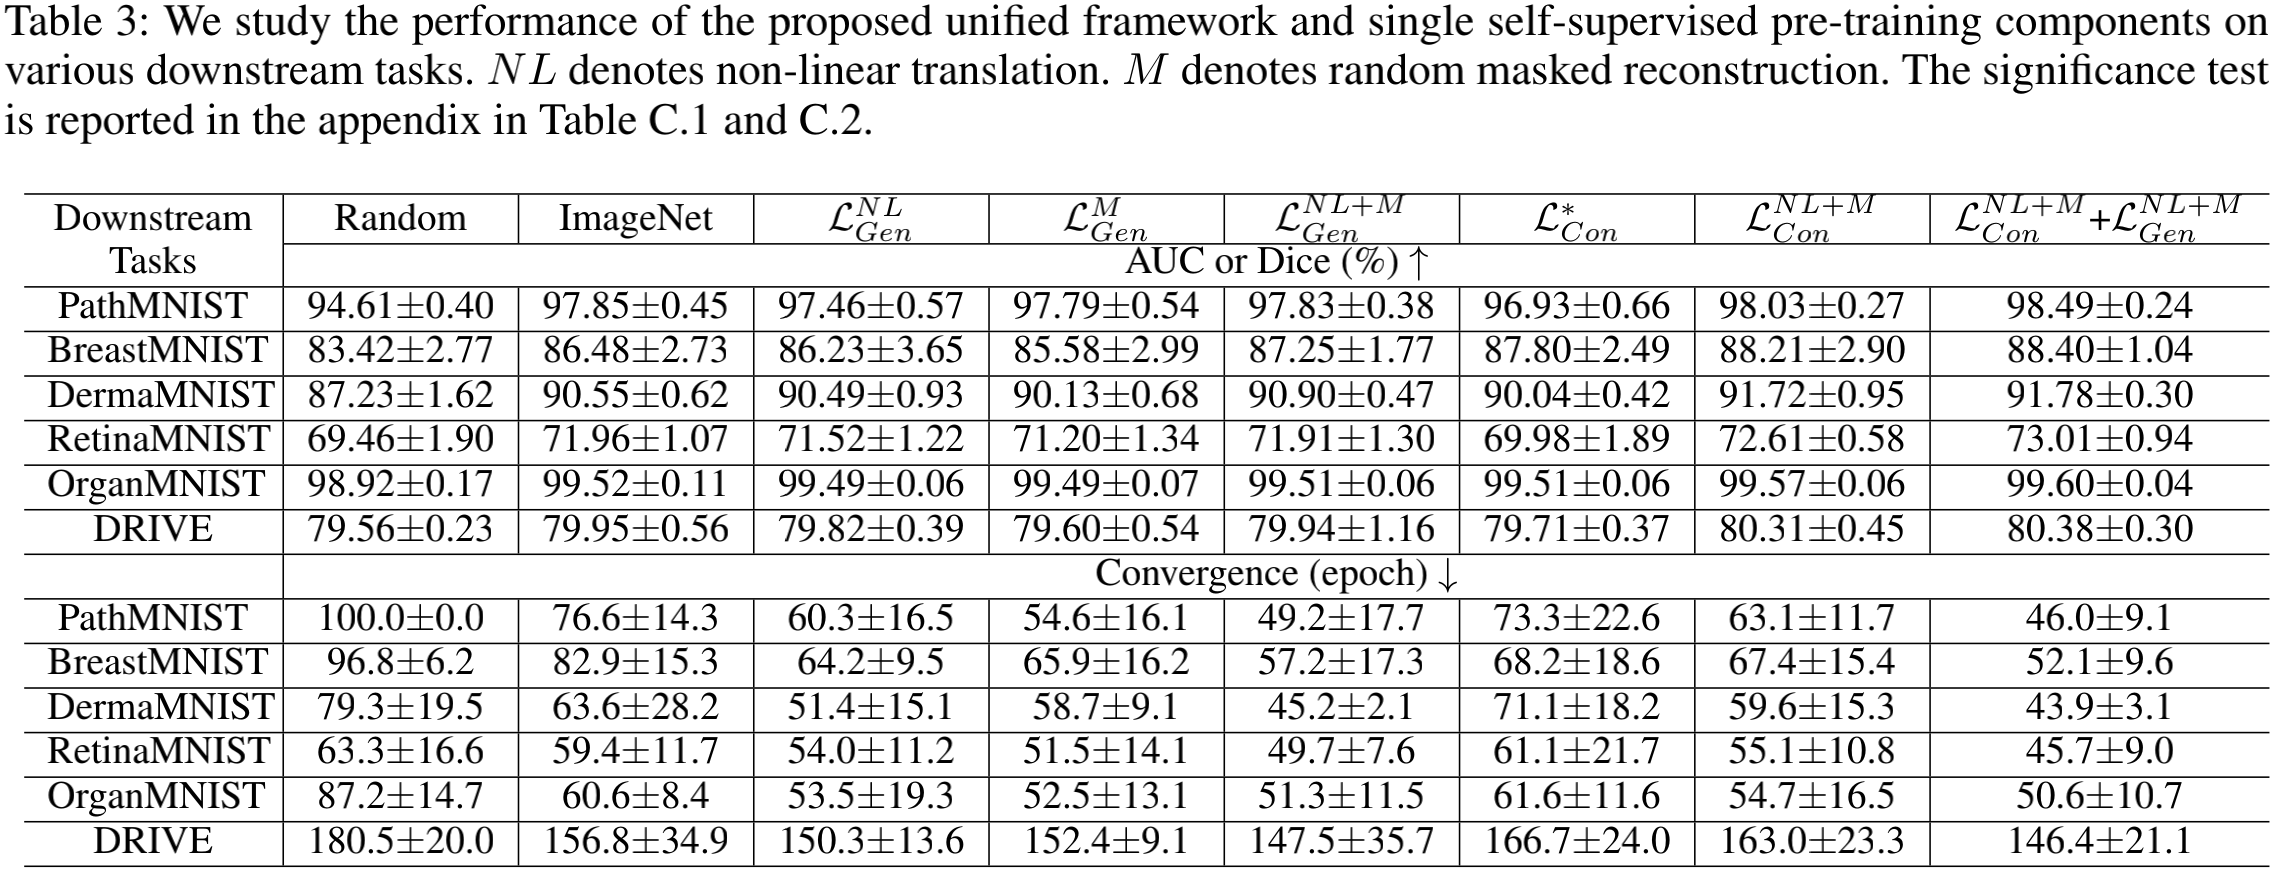 Table 3: We study the performance of the proposed unified framework and single self-supervised pre-training components on
various downstream tasks. NL denotes non-linear translation. M denotes random masked reconstruction. The significance test
is reported in the appendix in Table C.1 and C.2.
Downstream Tasks | Random | ImageNet | ℒ_{Gen}^{NL} | ℒ_{Gen}^{M} | ℒ_{Gen}^{NL+M} | ℒ_{Con}^{*} | ℒ_{Con}^{NL+M} | ℒ_{Con}^{NL+M}+ℒ_{Gen}^{NL+M}
AUC or Dice (%) ↑
PathMNIST | 94.61±0.40 | 97.85±0.45 | 97.46±0.57 | 97.79±0.54 | 97.83±0.38 | 96.93±0.66 | 98.03±0.27 | 98.49±0.24
BreastMNIST | 83.42±2.77 | 86.48±2.73 | 86.23±3.65 | 85.58±2.99 | 87.25±1.77 | 87.80±2.49 | 88.21±2.90 | 88.40±1.04
DermaMNIST | 87.23±1.62 | 90.55±0.62 | 90.49±0.93 | 90.13±0.68 | 90.90±0.47 | 90.04±0.42 | 91.72±0.95 | 91.78±0.30
RetinaMNIST | 69.46±1.90 | 71.96±1.07 | 71.52±1.22 | 71.20±1.34 | 71.91±1.30 | 69.98±1.89 | 72.61±0.58 | 73.01±0.94
OrganMNIST | 98.92±0.17 | 99.52±0.11 | 99.49±0.06 | 99.49±0.07 | 99.51±0.06 | 99.51±0.06 | 99.57±0.06 | 99.60±0.04
DRIVE | 79.56±0.23 | 79.95±0.56 | 79.82±0.39 | 79.60±0.54 | 79.94±1.16 | 79.71±0.37 | 80.31±0.45 | 80.38±0.30
Convergence (epoch) ↓
PathMNIST | 100.0±0.0 | 76.6±14.3 | 60.3±16.5 | 54.6±16.1 | 49.2±17.7 | 73.3±22.6 | 63.1±11.7 | 46.0±9.1
BreastMNIST | 96.8±6.2 | 82.9±15.3 | 64.2±9.5 | 65.9±16.2 | 57.2±17.3 | 68.2±18.6 | 67.4±15.4 | 52.1±9.6
DermaMNIST | 79.3±19.5 | 63.6±28.2 | 51.4±15.1 | 58.7±9.1 | 45.2±2.1 | 71.1±18.2 | 59.6±15.3 | 43.9±3.1
RetinaMNIST | 63.3±16.6 | 59.4±11.7 | 54.0±11.2 | 51.5±14.1 | 49.7±7.6 | 61.1±21.7 | 55.1±10.8 | 45.7±9.0
OrganMNIST | 87.2±14.7 | 60.6±8.4 | 53.5±19.3 | 52.5±13.1 | 51.3±11.5 | 61.6±11.6 | 54.7±16.5 | 50.6±10.7
DRIVE | 180.5±20.0 | 156.8±34.9 | 150.3±13.6 | 152.4±9.1 | 147.5±35.7 | 166.7±24.0 | 163.0±23.3 | 146.4±21.1